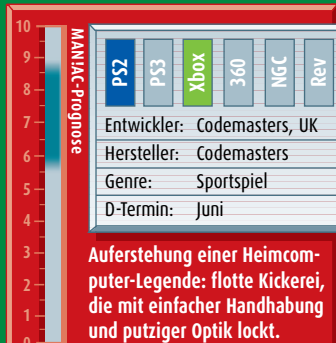 10
9
8
7
6
5
4
3
2
1
0
MAN!AC-Prognose
PS2 PS3 Xbox 360 NGC Rev
Entwickler: Codemasters, UK
Hersteller: Codemasters
Genre: Sportspiel
D-Termin: Juni
Auferstehung einer Heimcom-
puter-Legende: flotte Kickerei,
die mit einfacher Handhabung
und putziger Optik lockt.